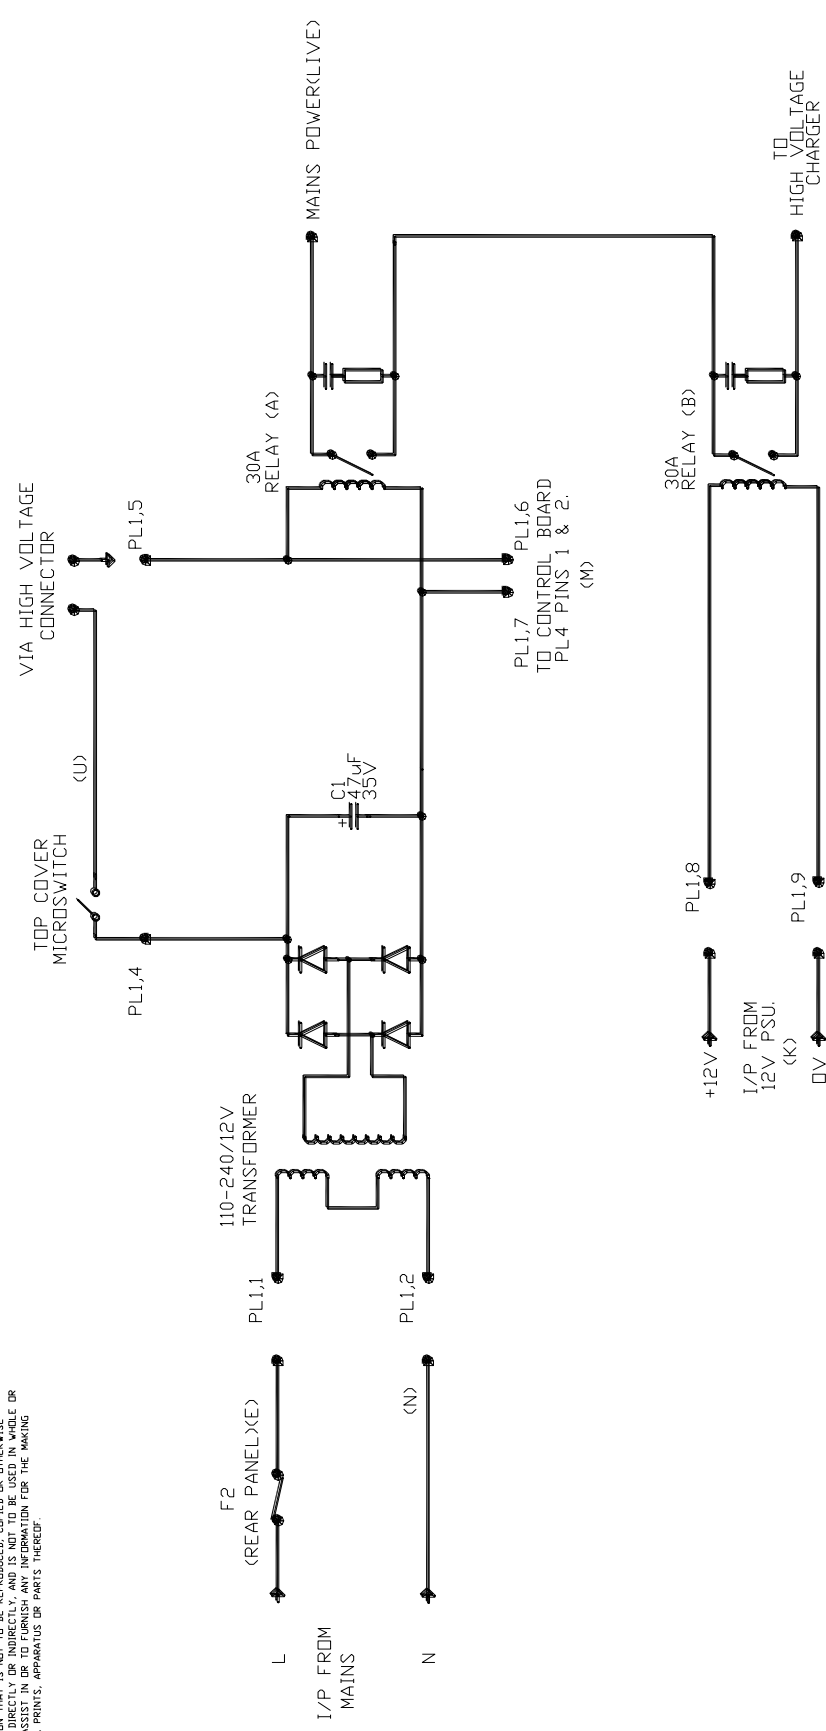 DIRECTLY OR INDIRECTLY, AND IS NOT TO BE USED IN WHOLE OR
ASSIST IN OR TO FURNISH ANY INFORMATION FOR THE MAKING
PRINTS, APPARATUS OR PARTS THEREOF.
TOP COVER
MICROSWITCH
(U)
VIA HIGH VOLTAGE
CONNECTOR
PL1,4
PL1,5
F2
(REAR PANEL)(E)
PL1,1
110-240/12V
TRANSFORMER
30A
RELAY (A)
MAINS POWER(LIVE)
L
I/P FROM
MAINS
N
(N)
PL1,2
+
C1
47uF
35V
PL1,7
PL1,6
TO CONTROL BOARD
PL4 PINS 1 & 2.
(M)
30A
RELAY (B)
PL1,8
+12V
I/P FROM
12V PSU.
(K)
0V
PL1,9
TO
HIGH VOLTAGE
CHARGER